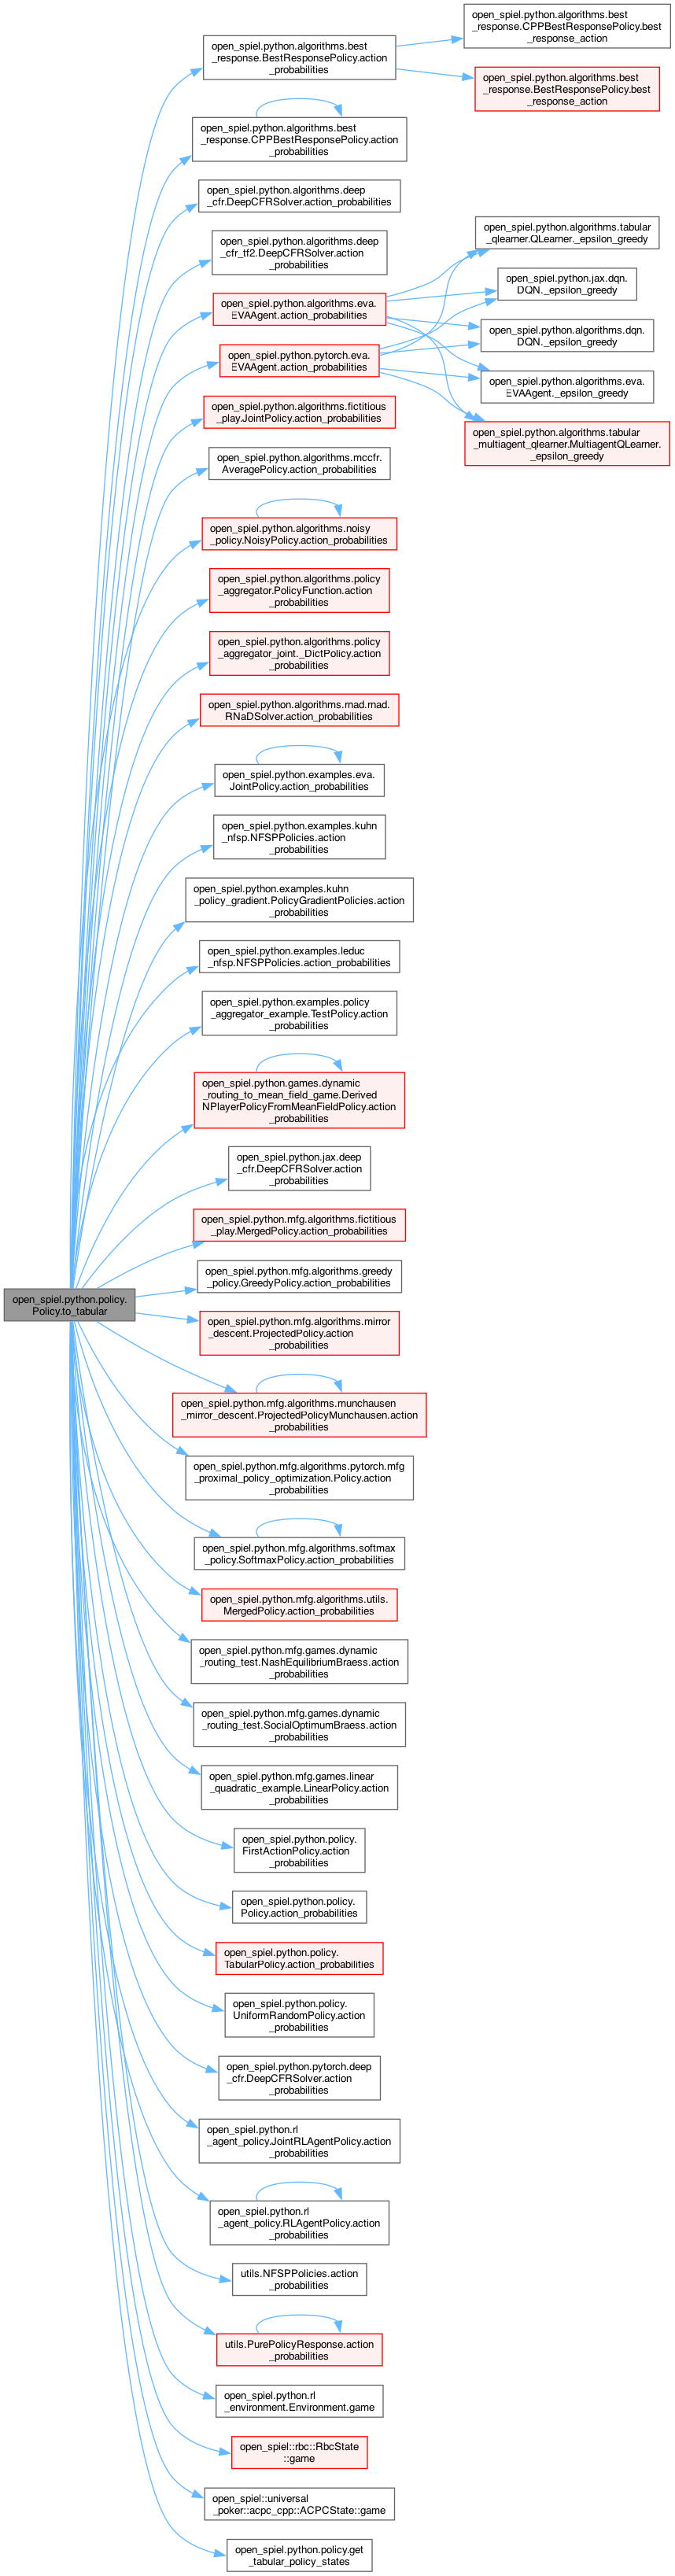 open_spiel.python.algorithms.best
_response.CPPBestResponsePolicy.best
_response_action
open_spiel.python.algorithms.best
_response.BestResponsePolicy.action
_probabilities
open_spiel.python.algorithms.best
_response.BestResponsePolicy.best
_response_action
open_spiel.python.algorithms.best
_response.CPPBestResponsePolicy.action
_probabilities
open_spiel.python.algorithms.deep
_cfr.DeepCFRSolver.action_probabilities
open_spiel.python.algorithms.tabular
_qlearner.QLearner._epsilon_greedy
open_spiel.python.algorithms.deep
_cfr_tf2.DeepCFRSolver.action
_probabilities
open_spiel.python.jax.dqn.
DQN._epsilon_greedy
open_spiel.python.algorithms.eva.
EVAAgent.action_probabilities
open_spiel.python.algorithms.dqn.
DQN._epsilon_greedy
open_spiel.python.pytorch.eva.
EVAAgent.action_probabilities
open_spiel.python.algorithms.eva.
EVAAgent._epsilon_greedy
open_spiel.python.algorithms.fictitious
_play.JointPolicy.action_probabilities
open_spiel.python.algorithms.tabular
_multiagent_qlearner.MultiagentQLearner.
_epsilon_greedy
open_spiel.python.algorithms.mccfr.
AveragePolicy.action_probabilities
open_spiel.python.algorithms.noisy
_policy.NoisyPolicy.action_probabilities
open_spiel.python.algorithms.policy
_aggregator.PolicyFunction.action
_probabilities
open_spiel.python.algorithms.policy
_aggregator_joint._DictPolicy.action
_probabilities
open_spiel.python.algorithms.rnad.rnad.
RNaDSolver.action_probabilities
open_spiel.python.examples.eva.
JointPolicy.action_probabilities
open_spiel.python.examples.kuhn
_nfsp.NFSPPolicies.action
_probabilities
open_spiel.python.examples.kuhn
_policy_gradient.PolicyGradientPolicies.action
_probabilities
open_spiel.python.examples.leduc
_nfsp.NFSPPolicies.action_probabilities
open_spiel.python.examples.policy
_aggregator_example.TestPolicy.action
_probabilities
open_spiel.python.games.dynamic
_routing_to_mean_field_game.Derived
NPlayerPolicyFromMeanFieldPolicy.action
_probabilities
open_spiel.python.jax.deep
_cfr.DeepCFRSolver.action
_probabilities
open_spiel.python.mfg.algorithms.fictitious
_play.MergedPolicy.action_probabilities
open_spiel.python.mfg.algorithms.greedy
_policy.GreedyPolicy.action_probabilities
open_spiel.python.policy.
Policy.to_tabular
open_spiel.python.mfg.algorithms.mirror
_descent.ProjectedPolicy.action
_probabilities
open_spiel.python.mfg.algorithms.munchausen
_mirror_descent.ProjectedPolicyMunchausen.action
_probabilities
open_spiel.python.mfg.algorithms.pytorch.mfg
_proximal_policy_optimization.Policy.action
_probabilities
open_spiel.python.mfg.algorithms.softmax
_policy.SoftmaxPolicy.action_probabilities
open_spiel.python.mfg.algorithms.utils.
MergedPolicy.action_probabilities
open_spiel.python.mfg.games.dynamic
_routing_test.NashEquilibriumBraess.action
_probabilities
open_spiel.python.mfg.games.dynamic
_routing_test.SocialOptimumBraess.action
_probabilities
open_spiel.python.mfg.games.linear
_quadratic_example.LinearPolicy.action
_probabilities
open_spiel.python.policy.
FirstActionPolicy.action
_probabilities
open_spiel.python.policy.
Policy.action_probabilities
open_spiel.python.policy.
TabularPolicy.action_probabilities
open_spiel.python.policy.
UniformRandomPolicy.action
_probabilities
open_spiel.python.pytorch.deep
_cfr.DeepCFRSolver.action
_probabilities
open_spiel.python.rl
_agent_policy.JointRLAgentPolicy.action
_probabilities
open_spiel.python.rl
_agent_policy.RLAgentPolicy.action
_probabilities
utils.NFSPPolicies.action
_probabilities
utils.PurePolicyResponse.action
_probabilities
open_spiel.python.rl
_environment.Environment.game
open_spiel::rbc::RbcState
::game
open_spiel::universal
_poker::acpc_cpp::ACPCState::game
open_spiel.python.policy.get
_tabular_policy_states